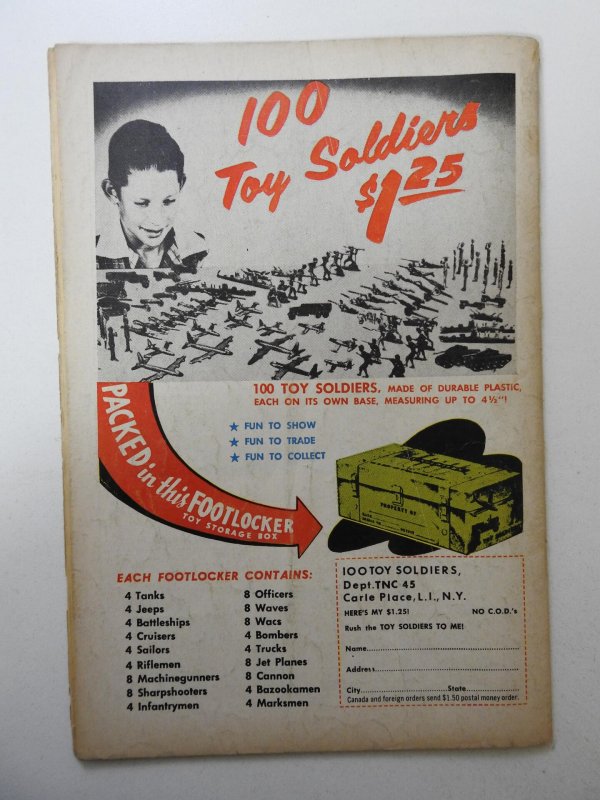 100
Toy Soldiers
$1.25
100 TOY SOLDIERS, MADE OF DURABLE PLASTIC,
EACH ON ITS OWN BASE, MEASURING UP TO 4½"!
★ FUN TO SHOW
★ FUN TO TRADE
★ FUN TO COLLECT
PACKED in this FOOTLOCKER
TOY STORAGE BOX
PROPERTY OF
EACH FOOTLOCKER CONTAINS:
4 Tanks
4 Jeeps
4 Battleships
4 Cruisers
4 Sailors
4 Riflemen
8 Machinegunners
8 Sharpshooters
4 Infantrymen
8 Officers
8 Waves
8 Wacs
4 Bombers
4 Trucks
8 Jet Planes
8 Cannon
4 Bazookamen
4 Marksmen
100 TOY SOLDIERS,
Dept. TNC 45
Carle Place, L.I., N.Y.
HERE'S MY $1.25! NO C.O.D.'s
Rush the TOY SOLDIERS TO ME!
Name
Address
City State
Canada and foreign orders send $1.50 postal money order.